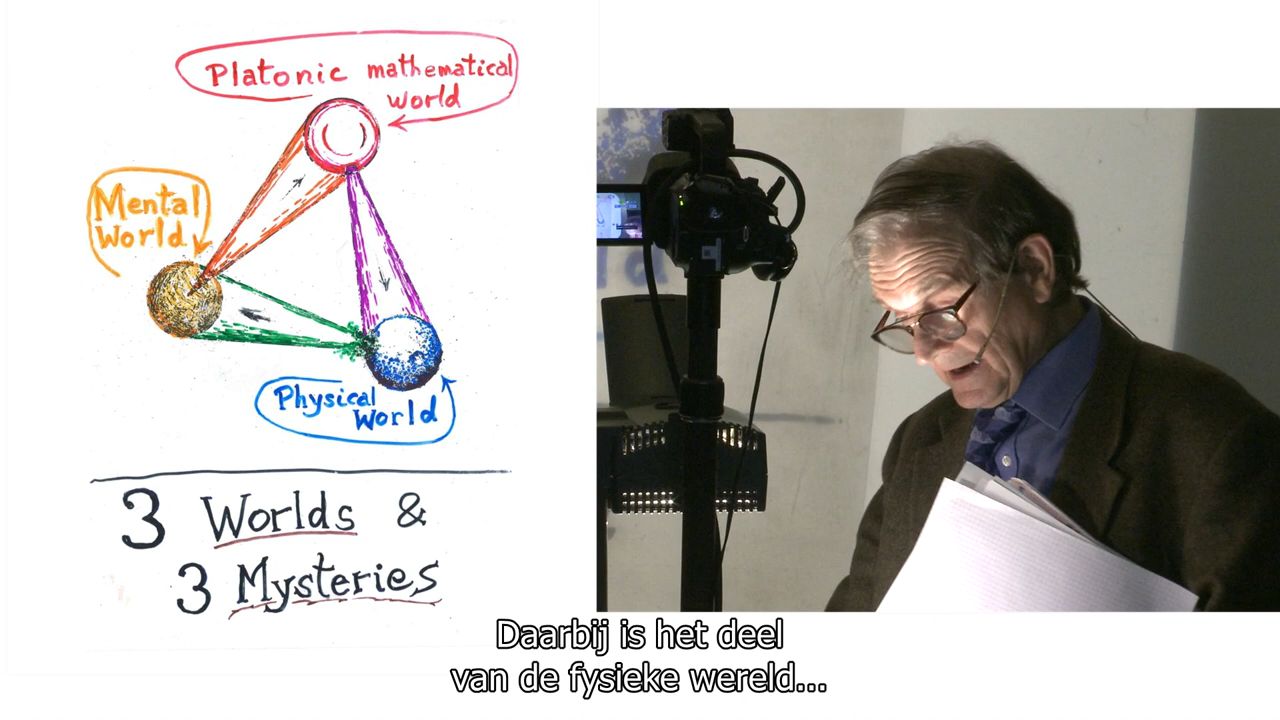 Platonic mathematical
world
Mental
World
Physical
World
3 Worlds &
3 Mysteries
Daarbij is het deel
van de fysieke wereld...